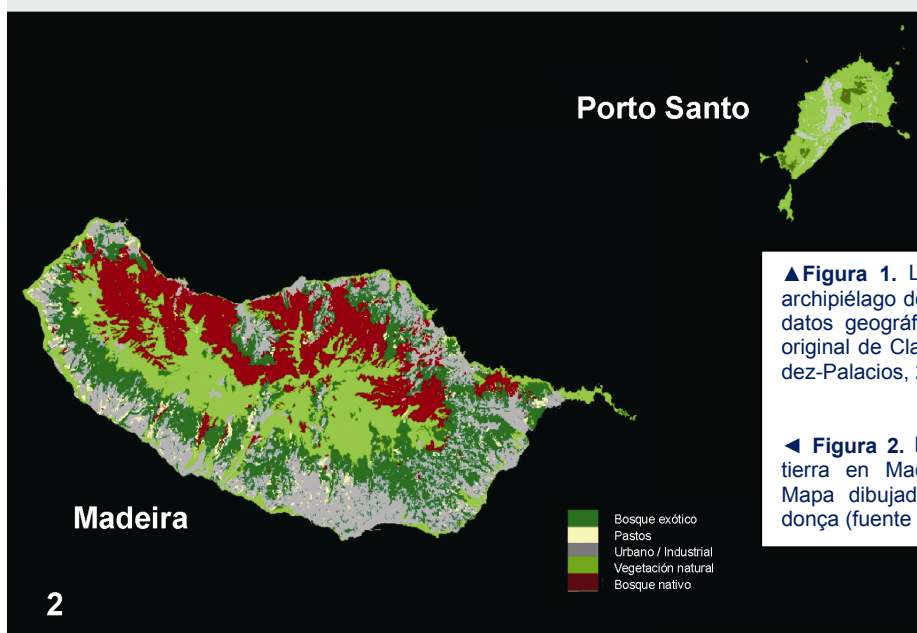 Porto Santo
▲Figura 1. L
archipiélago d
datos geográf
original de Cla
dez-Palacios,
◄ Figura 2.
tierra en Mad
Mapa dibujad
donça (fuente
Madeira
Bosque exótico
Pastos
Urbano / Industrial
Vegetación natural
Bosque nativo
2